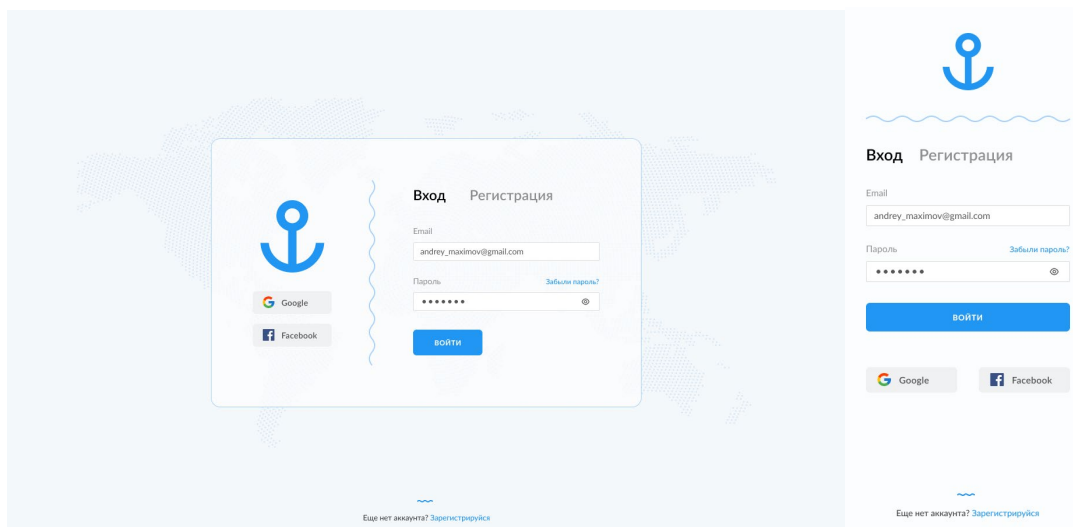 Вход Регистрация
Email
andrey_maximov@gmail.com
Пароль Забыли пароль?
•••••••
Google
Facebook
ВОЙТИ
Еще нет аккаунта? Зарегистрируйся
Вход Регистрация
Email
andrey_maximov@gmail.com
Пароль Забыли пароль?
•••••••
ВОЙТИ
Google Facebook
Еще нет аккаунта? Зарегистрируйся